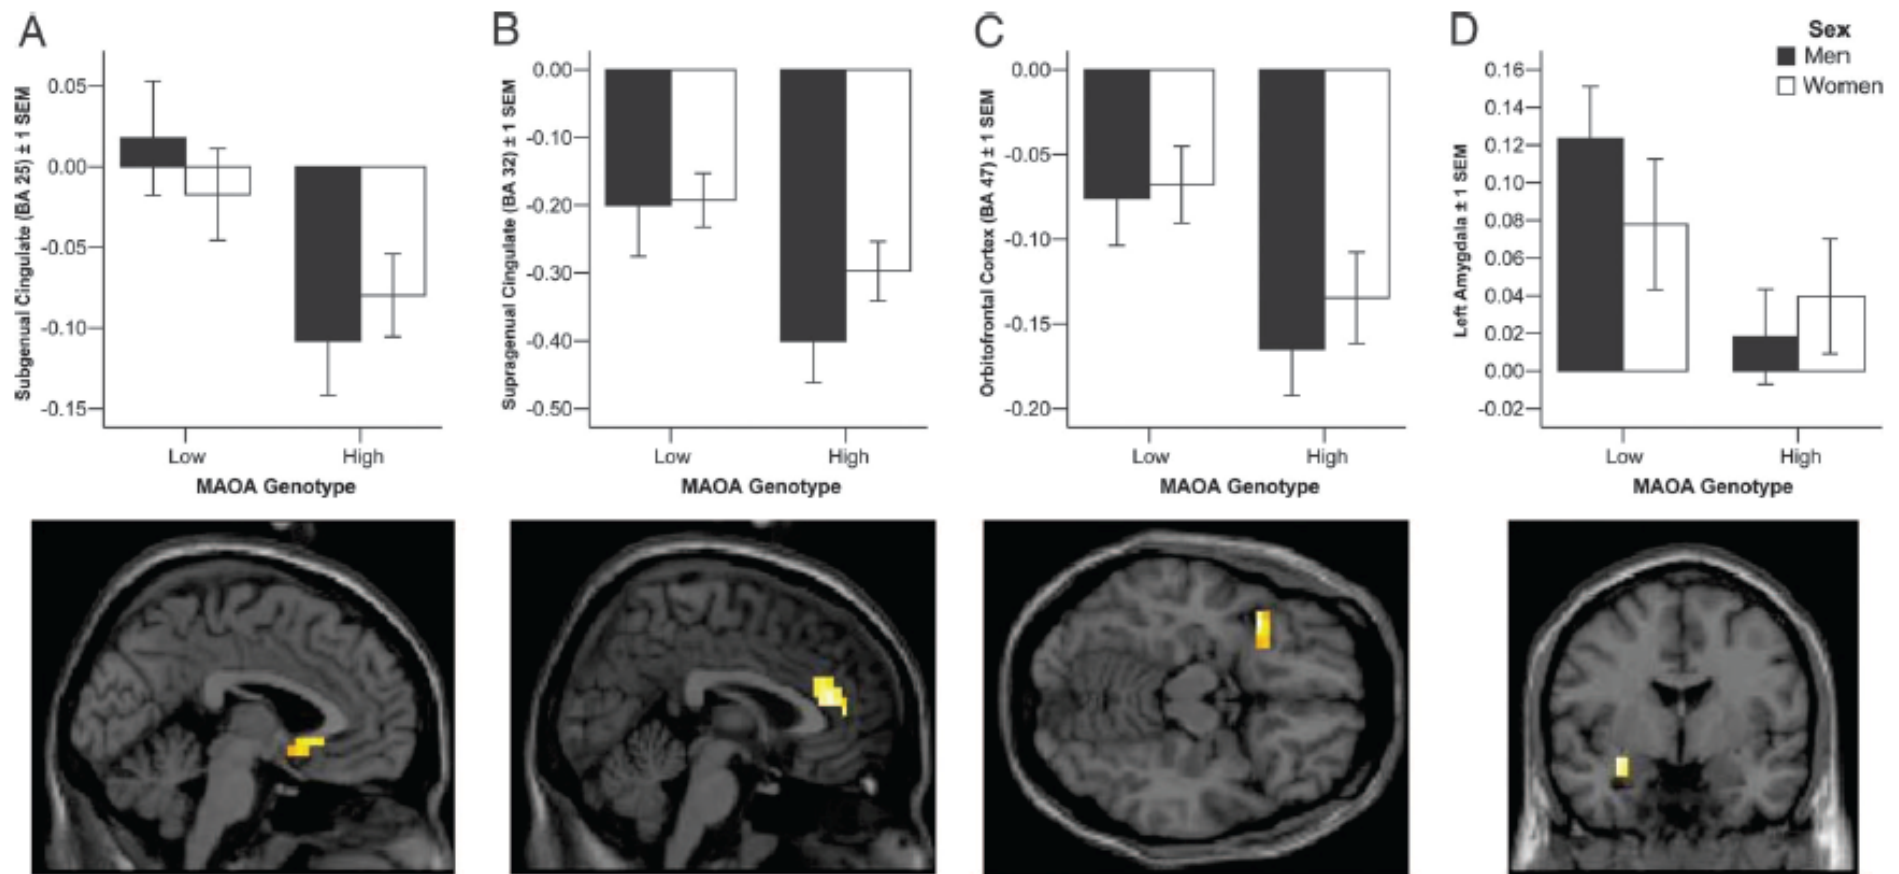 A
Subgenual Cingulate (BA 25) ± 1 SEM
0.05
0.00
-0.05
-0.10
-0.15
Low
High
MAOA Genotype
B
Supragenual Cingulate (BA 32) ± 1 SEM
0.00
-0.10
-0.20
-0.30
-0.40
-0.50
Low
High
MAOA Genotype
C
Orbitofrontal Cortex (BA 47) ± 1 SEM
0.00
-0.05
-0.10
-0.15
-0.20
Low
High
MAOA Genotype
D
Left Amygdala ± 1 SEM
0.16
0.14
0.12
0.10
0.08
0.06
0.04
0.02
0.00
-0.02
Low
High
MAOA Genotype
Sex
Men
Women